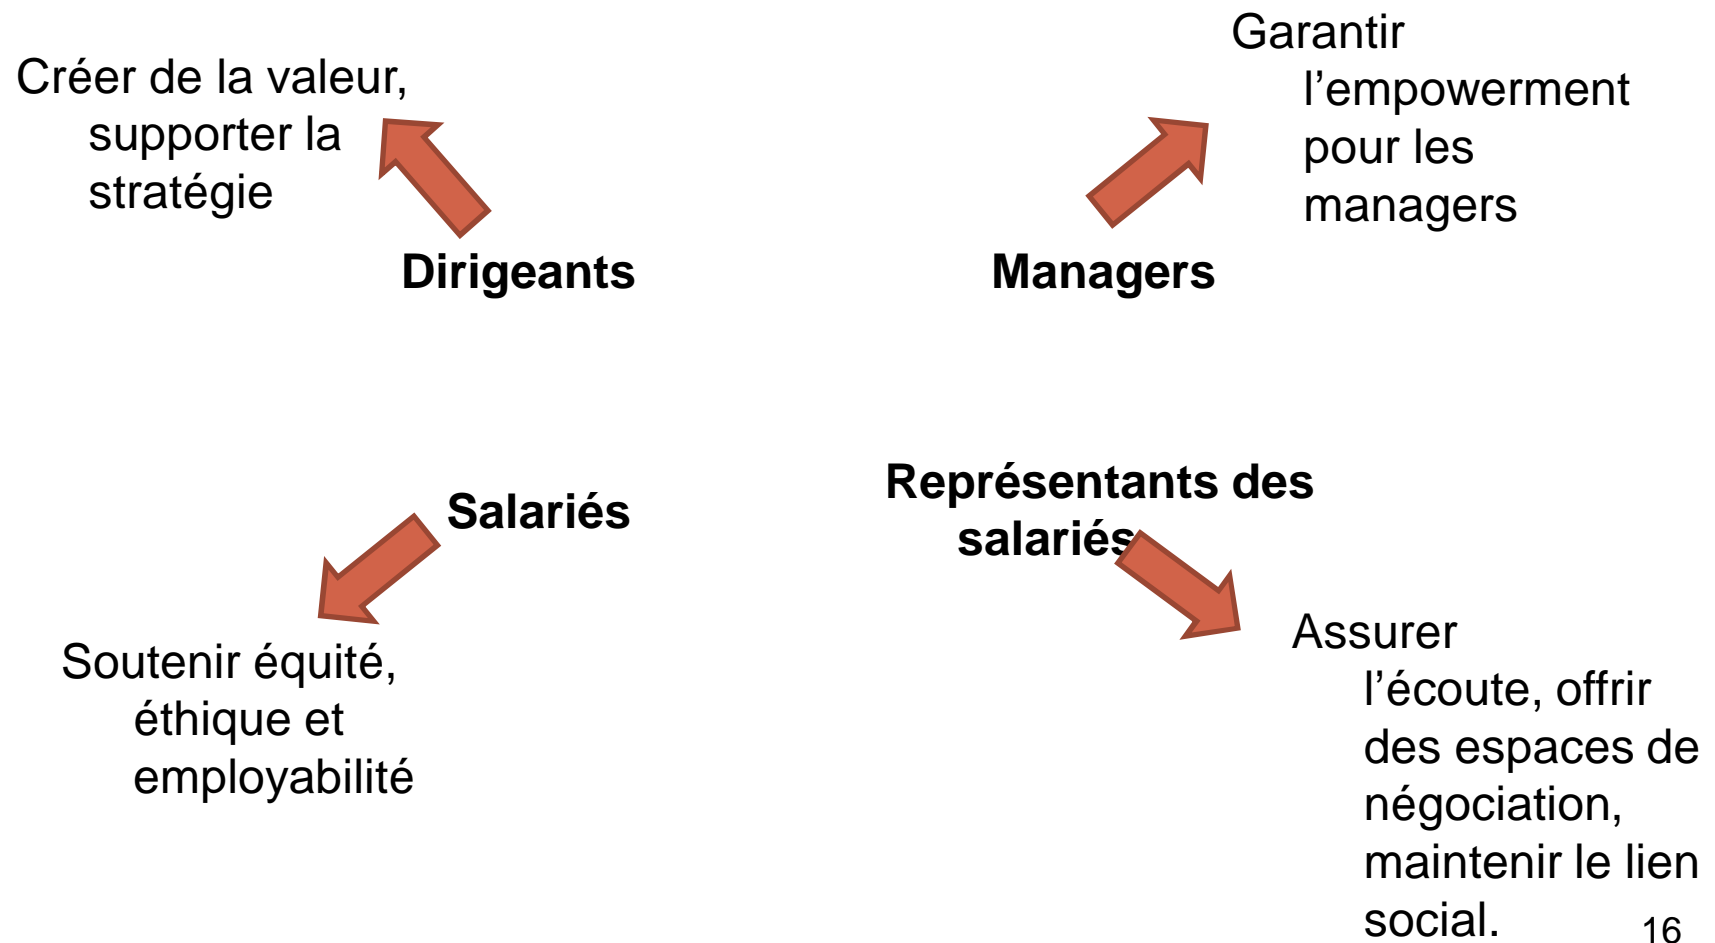 Créer de la valeur,
supporter la
stratégie
Dirigeants
Garantir
l’empowerment
pour les
managers
Managers
Salariés
Soutenir équité,
éthique et
employabilité
Représentants des
salariés
Assurer
l’écoute, offrir
des espaces de
négociation,
maintenir le lien
social.
16